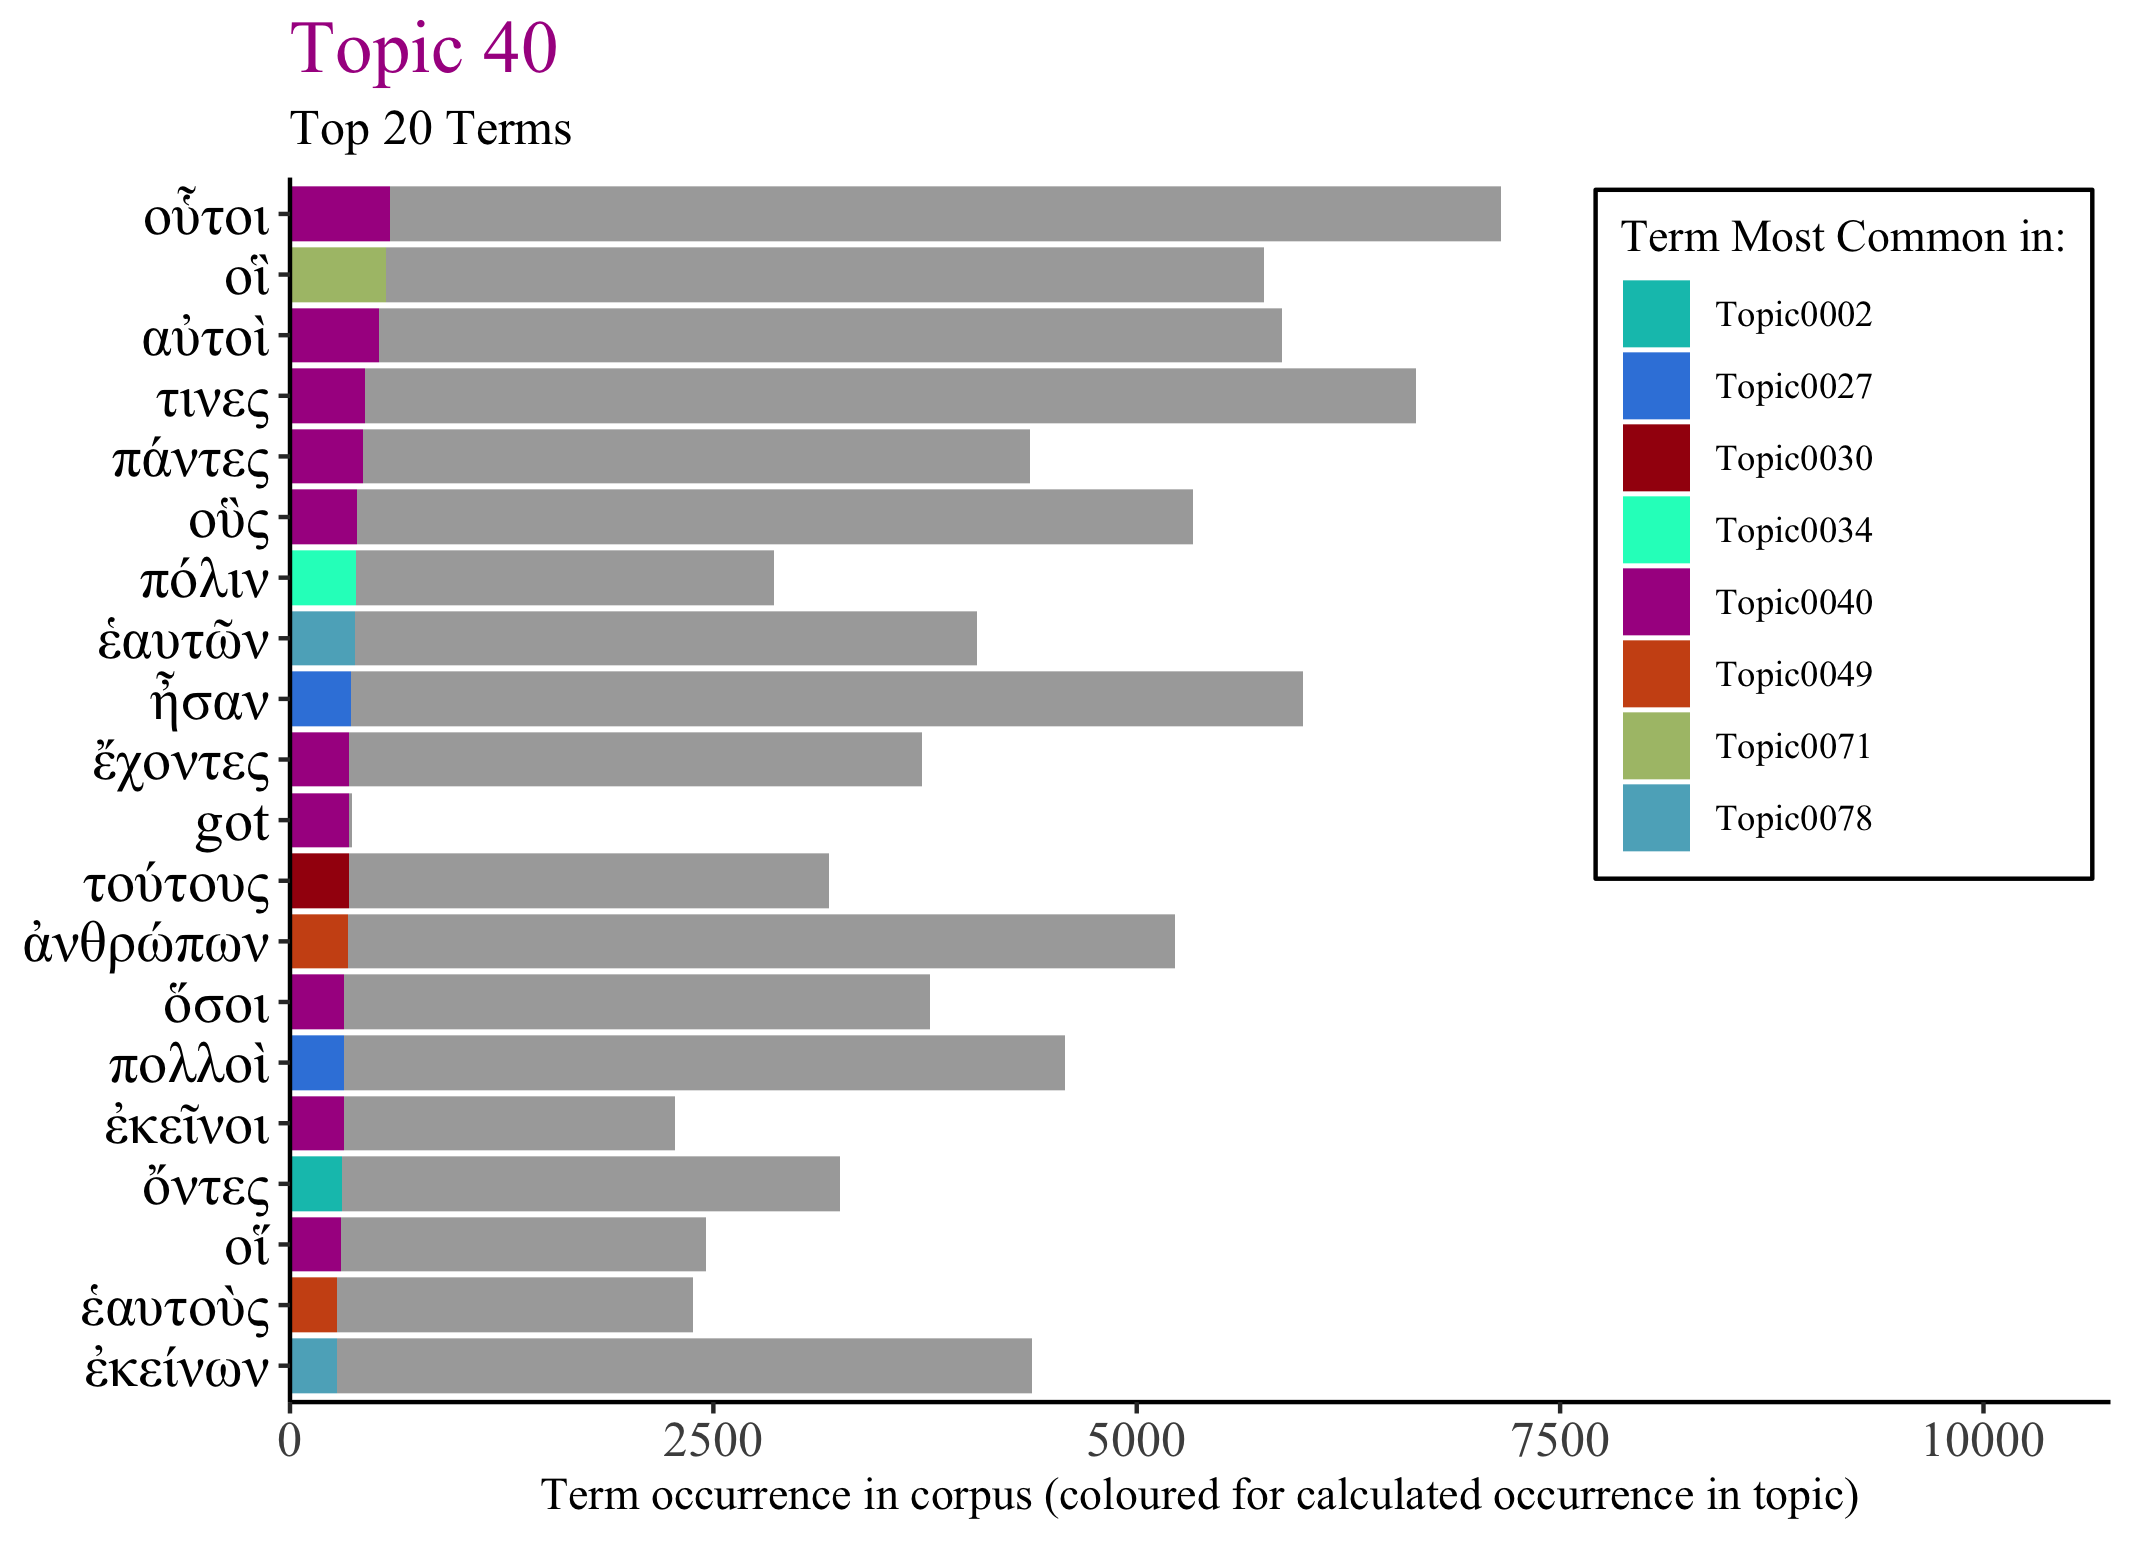 Topic 40
Top 20 Terms
οὗτοι
οἳ
αὐτοὶ
τινες
πάντες
οὓς
πόλιν
ἑαυτῶν
ἦσαν
ἔχοντες
got
τούτους
ἀνθρώπων
ὅσοι
πολλοὶ
ἐκεῖνοι
ὄντες
οἵ
ἑαυτοὺς
ἐκείνων
0 2500 5000 7500 10000
Term occurrence in corpus (coloured for calculated occurrence in topic)
Term Most Common in:
Topic0002
Topic0027
Topic0030
Topic0034
Topic0040
Topic0049
Topic0071
Topic0078